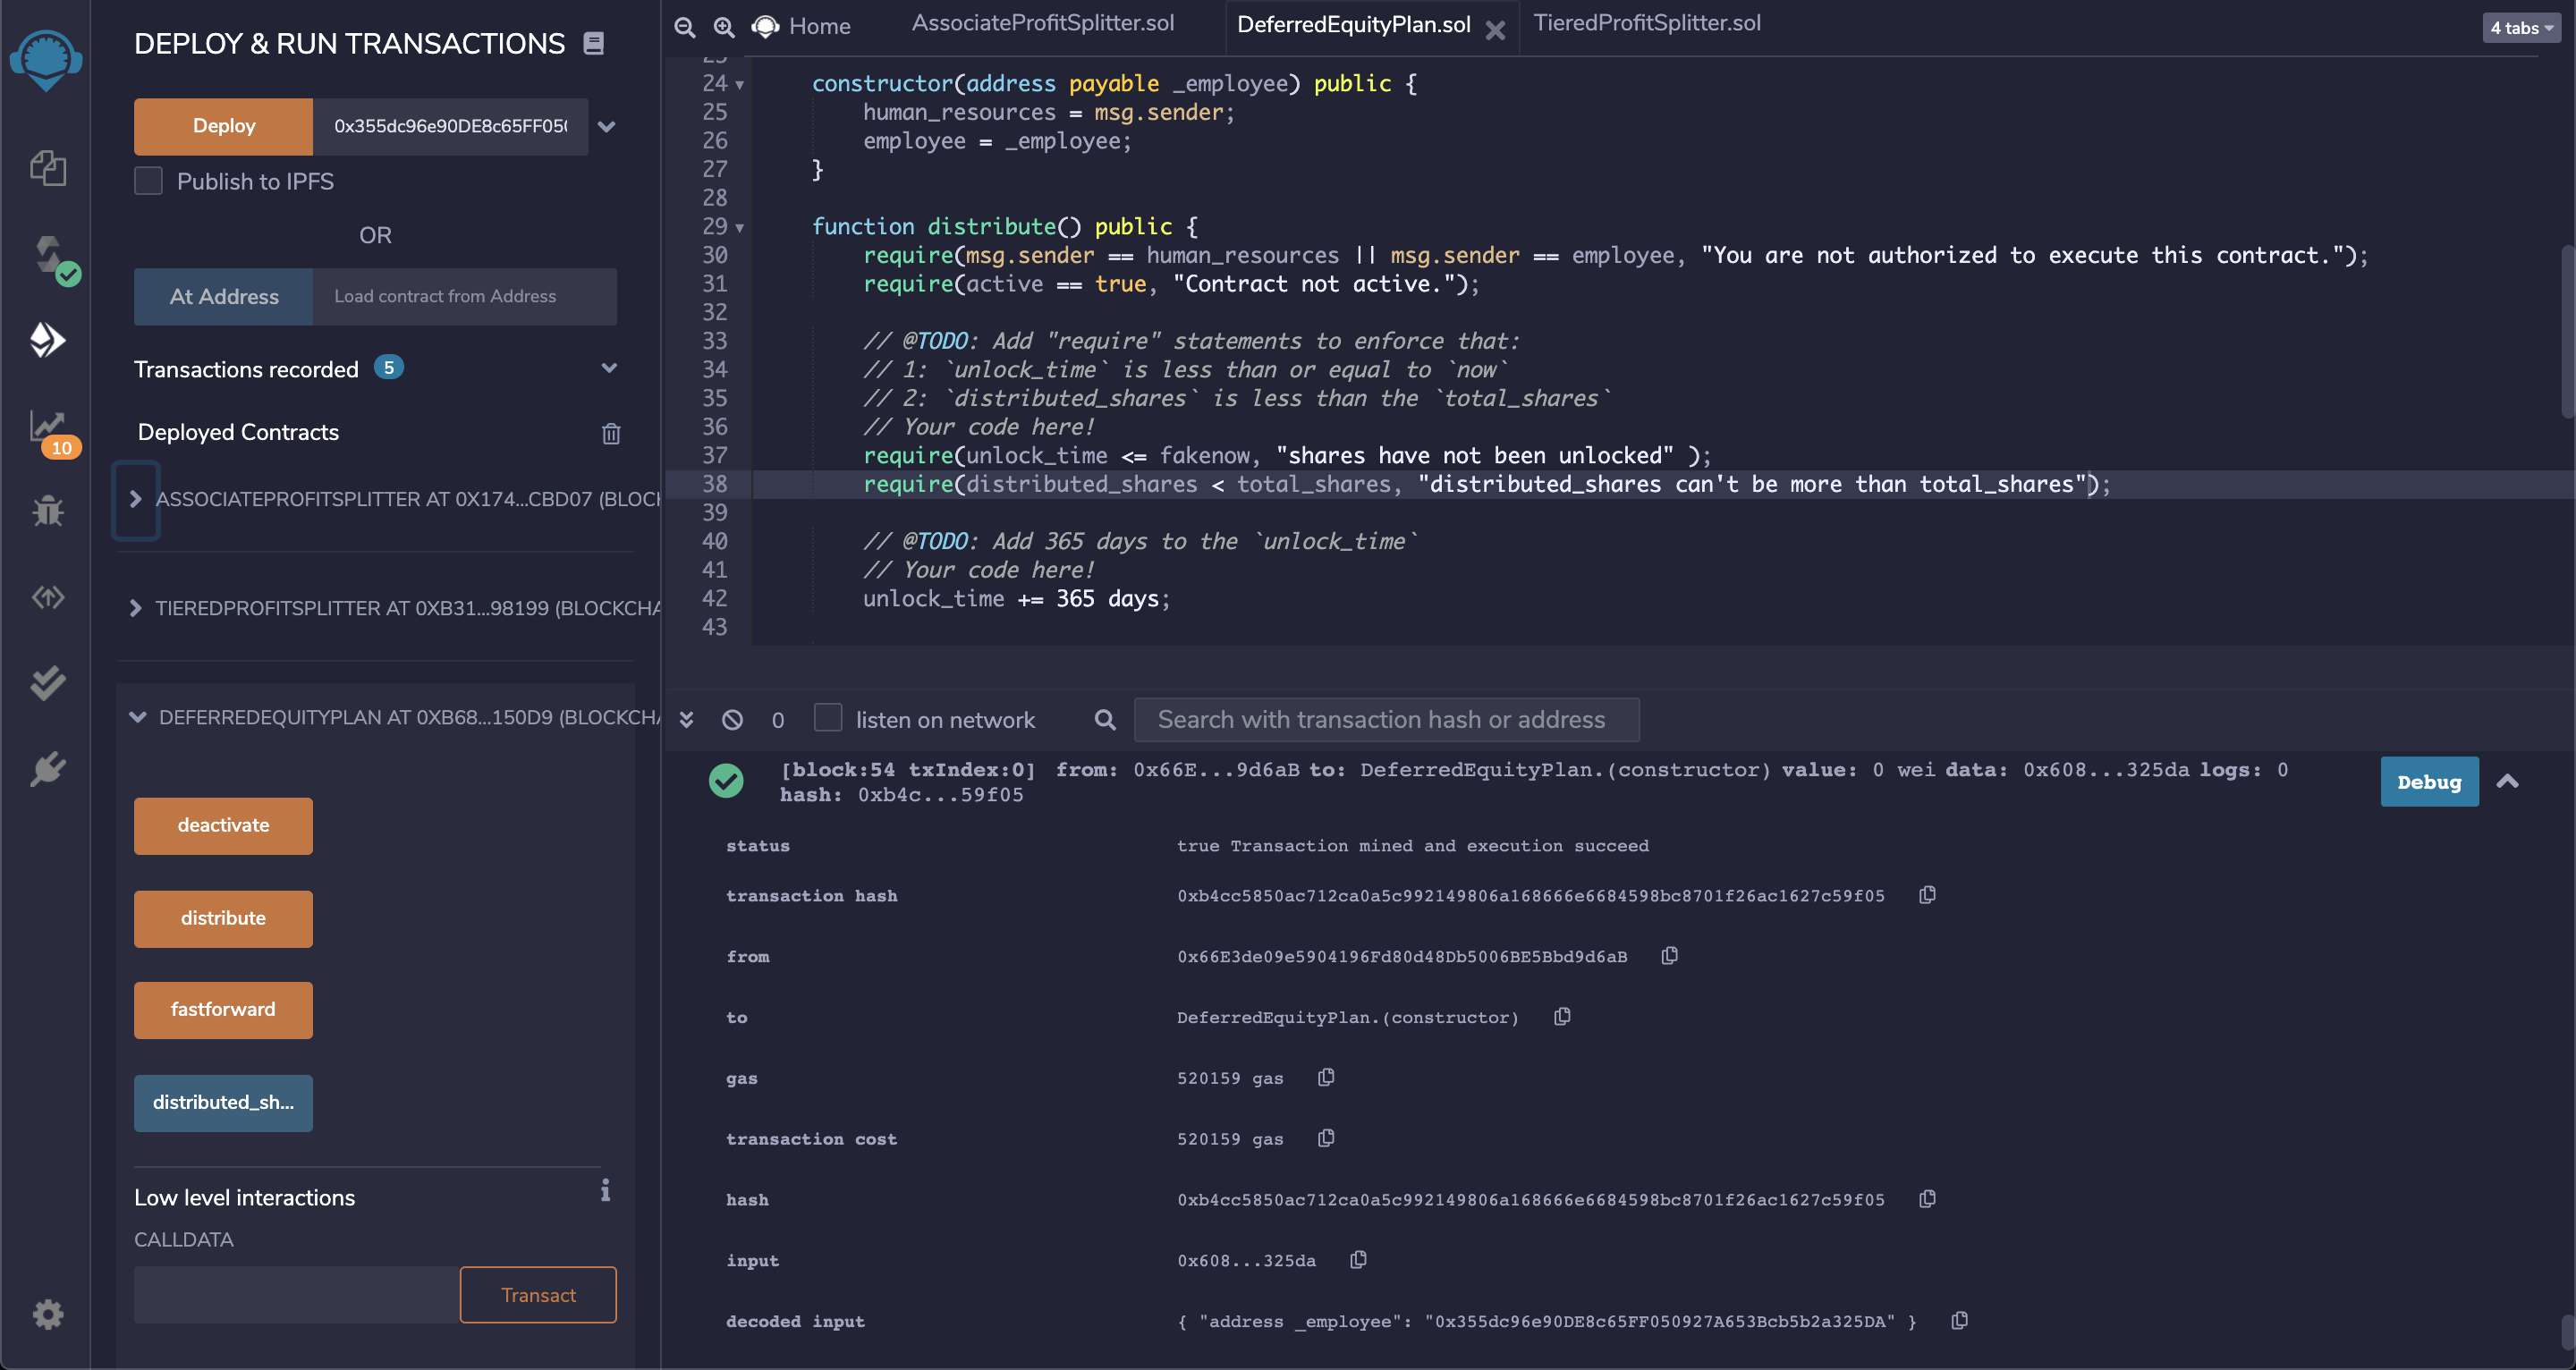 DEPLOY & RUN TRANSACTIONS
Deploy
0x355dc96e90DE8c65FF050
Publish to IPFS
OR
At Address
Load contract from Address
Transactions recorded 5
Deployed Contracts
ASSOCIATEPROFITSPLITTER AT 0X174...CBD07 (BLOCK
TIEREDPROFITSPLITTER AT 0XB31...98199 (BLOCKCHA
DEFERREDEQUITYPLAN AT 0XB68...150D9 (BLOCKCHA
deactivate
distribute
fastforward
distributed_sh...
Low level interactions
CALLDATA
Transact
10
Home
AssociateProfitSplitter.sol
DeferredEquityPlan.sol
TieredProfitSplitter.sol
4 tabs
24 constructor(address payable _employee) public {
25 human_resources = msg.sender;
26 employee = _employee;
27 }
28
29 function distribute() public {
30 require(msg.sender == human_resources || msg.sender == employee, "You are not authorized to execute this contract.");
31 require(active == true, "Contract not active.");
32
33 // @TODO: Add "require" statements to enforce that:
34 // 1: `unlock_time` is less than or equal to `now`
35 // 2: `distributed_shares` is less than the `total_shares`
36 // Your code here!
37 require(unlock_time <= fakenow, "shares have not been unlocked" );
38 require(distributed_shares < total_shares, "distributed_shares can't be more than total_shares");
39
40 // @TODO: Add 365 days to the `unlock_time`
41 // Your code here!
42 unlock_time += 365 days;
43
0
listen on network
Search with transaction hash or address
[block:54 txIndex:0] from: 0x66E...9d6aB to: DeferredEquityPlan.(constructor) value: 0 wei data: 0x608...325da logs: 0
hash: 0xb4c...59f05
Debug
status true Transaction mined and execution succeed
transaction hash 0xb4cc5850ac712ca0a5c992149806a168666e6684598bc8701f26ac1627c59f05
from 0x66E3de09e5904196Fd80d48Db5006BE5Bbd9d6aB
to DeferredEquityPlan.(constructor)
gas 520159 gas
transaction cost 520159 gas
hash 0xb4cc5850ac712ca0a5c992149806a168666e6684598bc8701f26ac1627c59f05
input 0x608...325da
decoded input { "address _employee": "0x355dc96e90DE8c65FF050927A653Bcb5b2a325DA" }